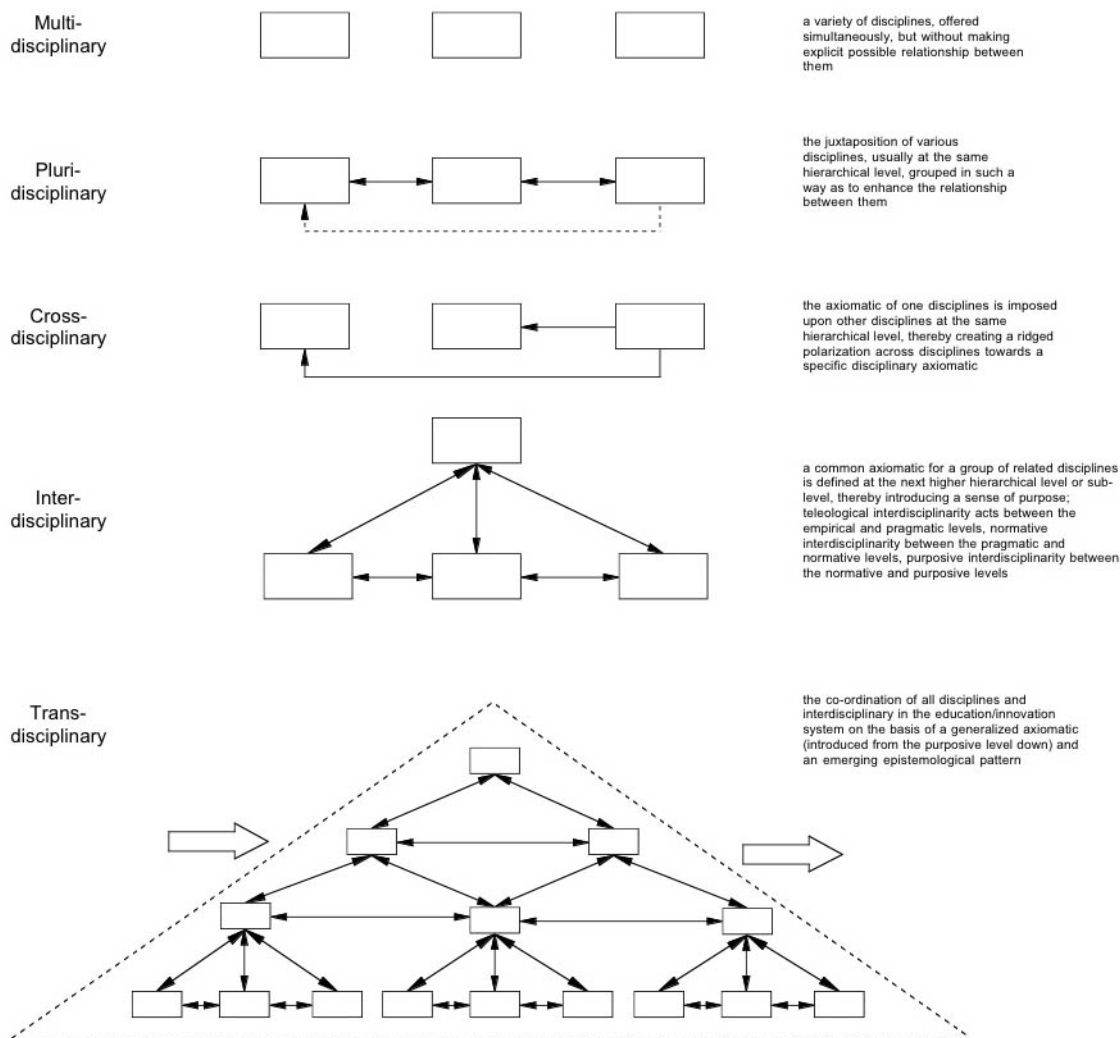 Multi-
disciplinary
a variety of disciplines, offered
simultaneously, but without making
explicit possible relationship between
them
Pluri-
disciplinary
the juxtaposition of various
disciplines, usually at the same
hierarchical level, grouped in such a
way as to enhance the relationship
between them
Cross-
disciplinary
the axiomatic of one disciplines is imposed
upon other disciplines at the same
hierarchical level, thereby creating a ridged
polarization across disciplines towards a
specific disciplinary axiomatic
Inter-
disciplinary
a common axiomatic for a group of related disciplines
is defined at the next higher hierarchical level or sub-
level, thereby introducing a sense of purpose;
teleological interdisciplinarity acts between the
empirical and pragmatic levels, normative
interdisciplinarity between the pragmatic and
normative levels, purposive interdisciplinarity between
the normative and purposive levels
Trans-
disciplinary
the co-ordination of all disciplines and
interdisciplinary in the education/innovation
system on the basis of a generalized axiomatic
(introduced from the purposive level down) and
an emerging epistemological pattern